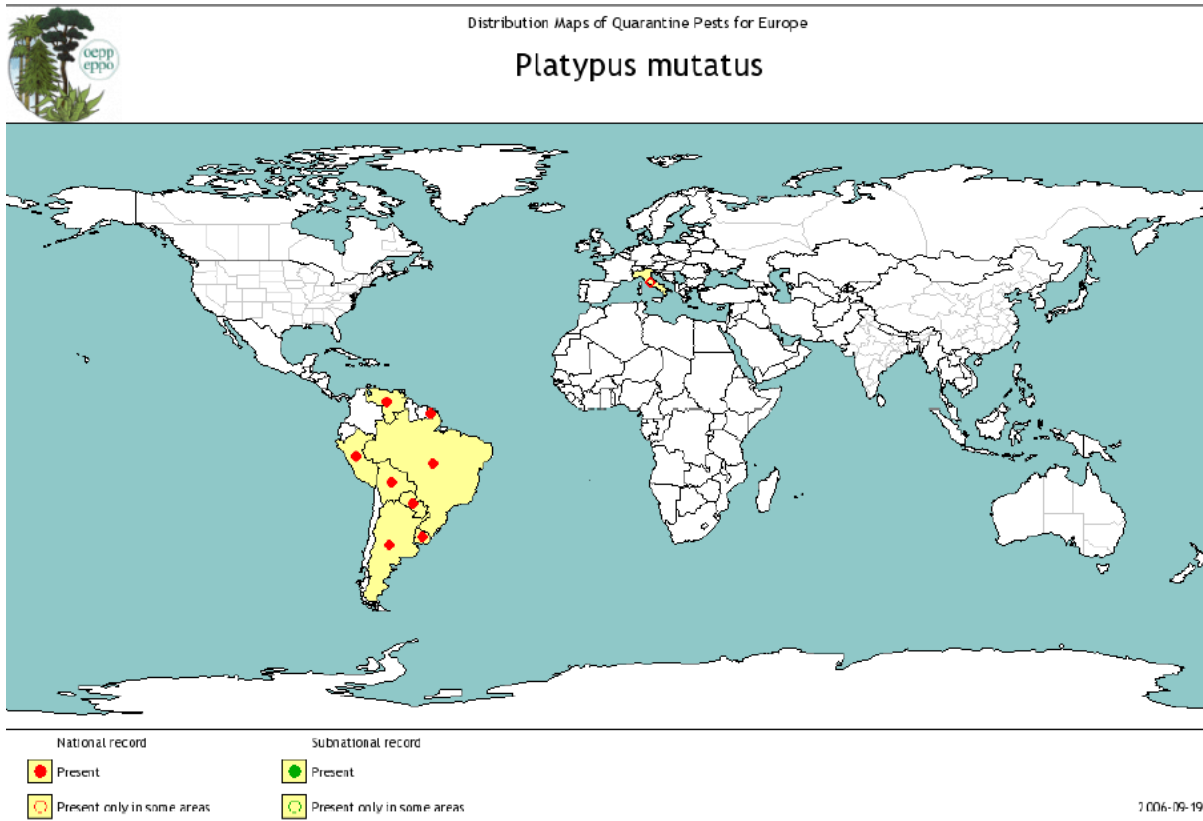 oepp
eppo
Distribution Maps of Quarantine Pests for Europe
Platypus mutatus
National record
Subnational record
Present
Present
Present only in some areas
Present only in some areas
2006-09-19